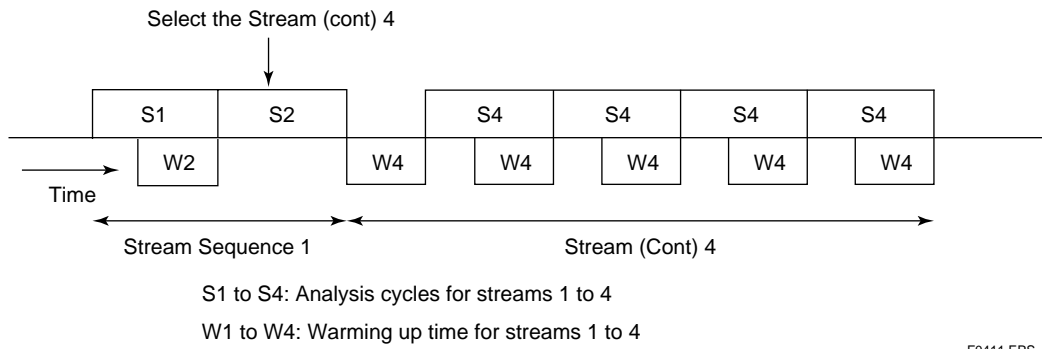 Select the Stream (cont) 4
S1 S2 S4 S4 S4 S4
W2 W4 W4 W4 W4 W4
Time
Stream Sequence 1 Stream (Cont) 4
S1 to S4: Analysis cycles for streams 1 to 4
W1 to W4: Warming up time for streams 1 to 4